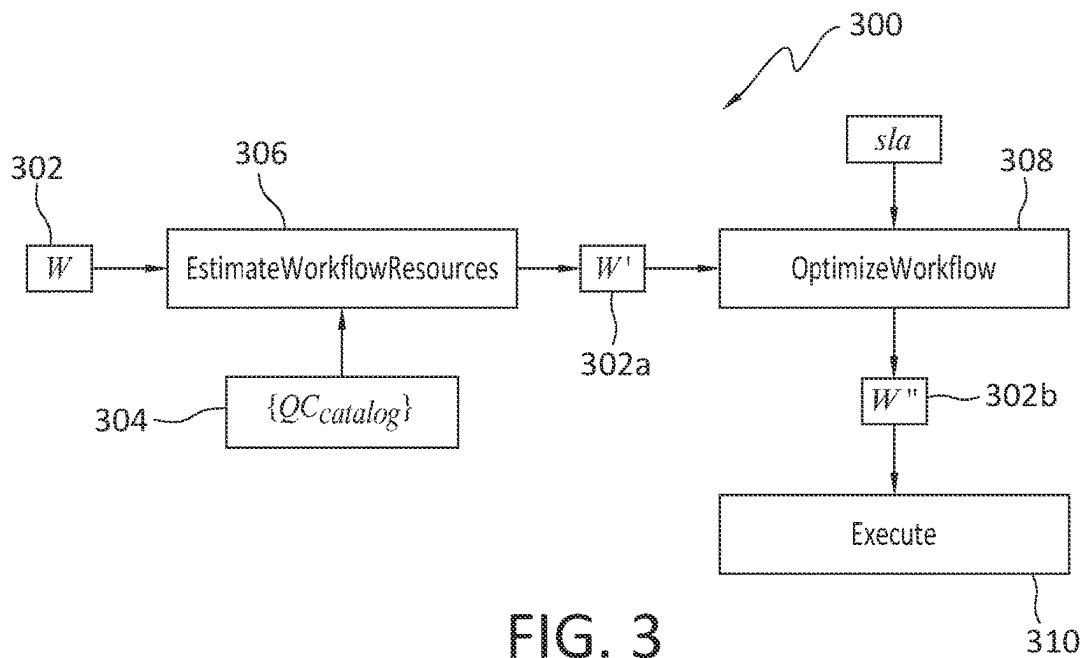 300
sla
306
308
302
W
EstimateWorkflowResources
W'
OptimizeWorkflow
302a
304
{QCcatalog}
W"
302b
Execute
310
FIG. 3